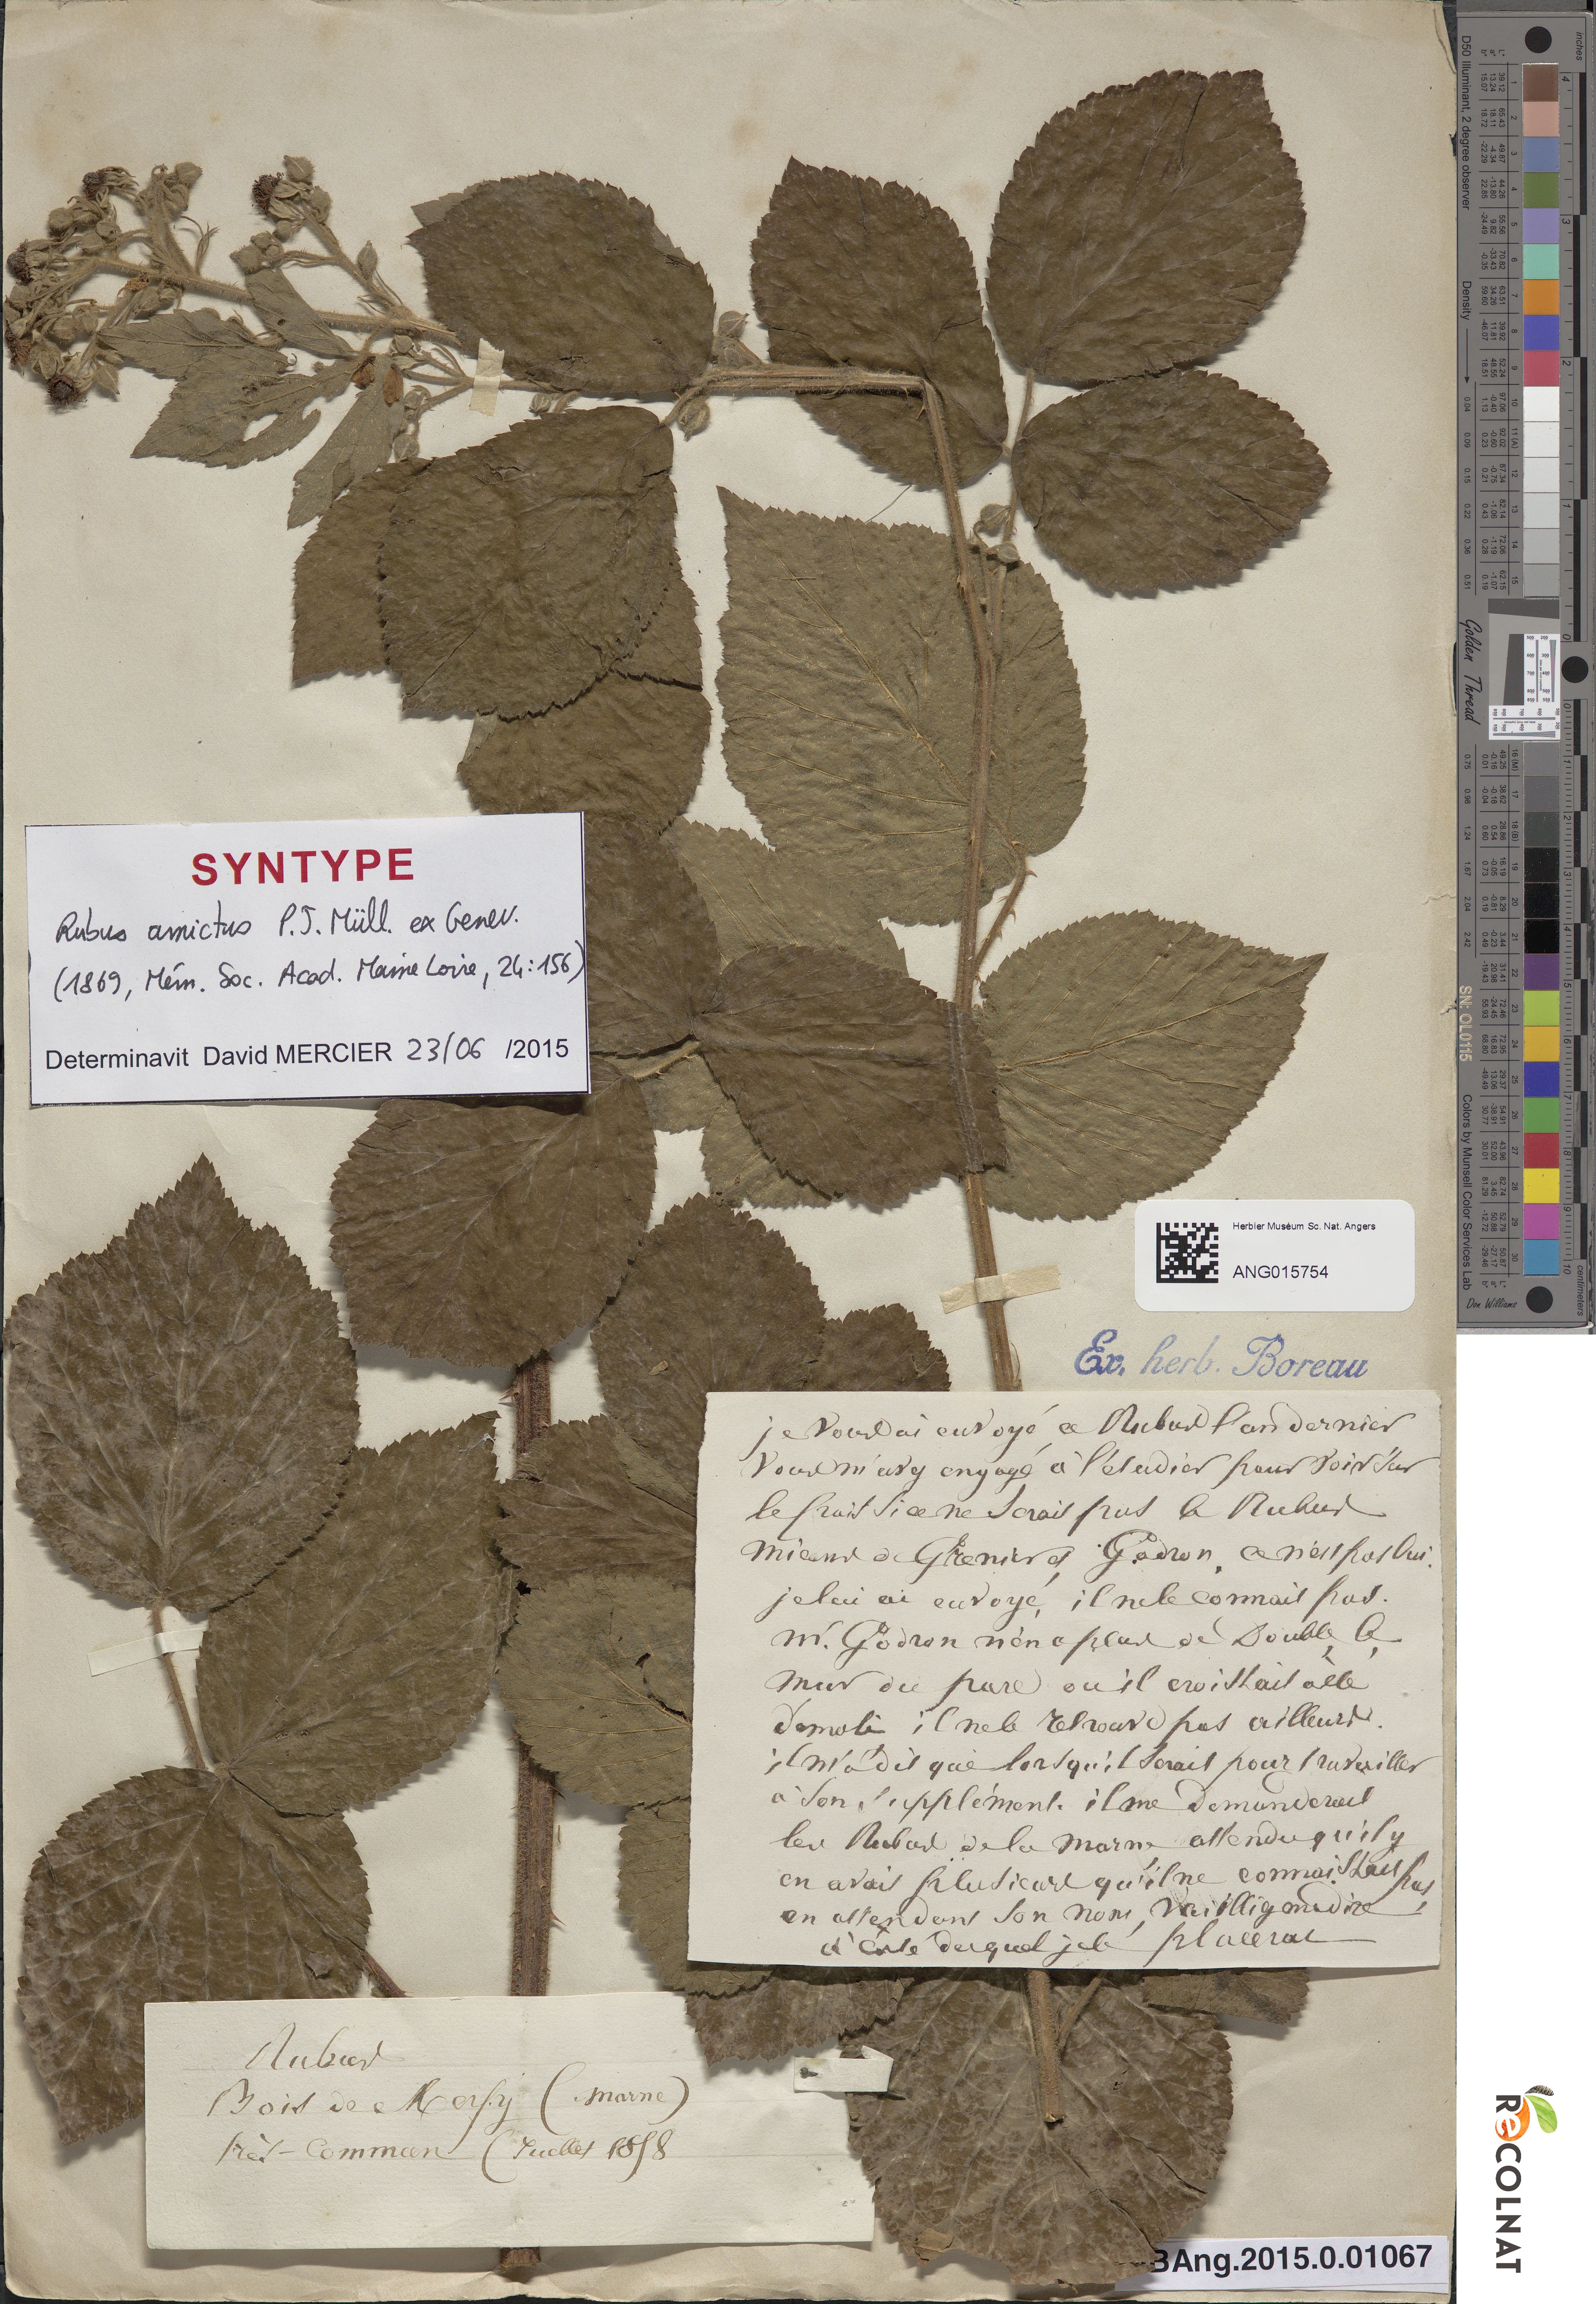 SYNTYPE
Rubus amictus P.J. Müll. ex Genev.
(1869, Mém. Soc. Acad. Maine Loire, 24:156)
Determinavit David MERCIER 23/06 /2015
Herbier Muséum Sc. Nat. Angers
ANG015754
Ex. herb. Boreau
je vous ai envoyé ce Rubus l'an dernier
vous m'avez engagé à l'étudier pour voir sur
le fruit si ce ne serait pas le Rubus
de Grenier et Godron, ce n'est pas lui.
je lui ai envoyé, il ne le connait pas.
Mr. Godron n'en a plus de double, le
mur du parc ou il croissait a été
demoli il ne le retrouve pas ailleurs.
il m'a dit que lorsqu'il serait pour travailler
à son supplément. il me demanderait
les Rubus de la Marne, attendu qu'il y
en avait plusieurs qu'il ne connaissait pas,
en attendant son nom, veuillez me dire
à côté duquel je le placerai
Rubus
Bois de (Marne)
très-commun (Juillet 1858
BAng.2015.0.01067
RECOLNAT
inches
centimeters
D50 Illuminant, 2 degree observer
Density
Golden Thread
SN: OL0115
Colors by Munsell Color Services Lab
Don Williams